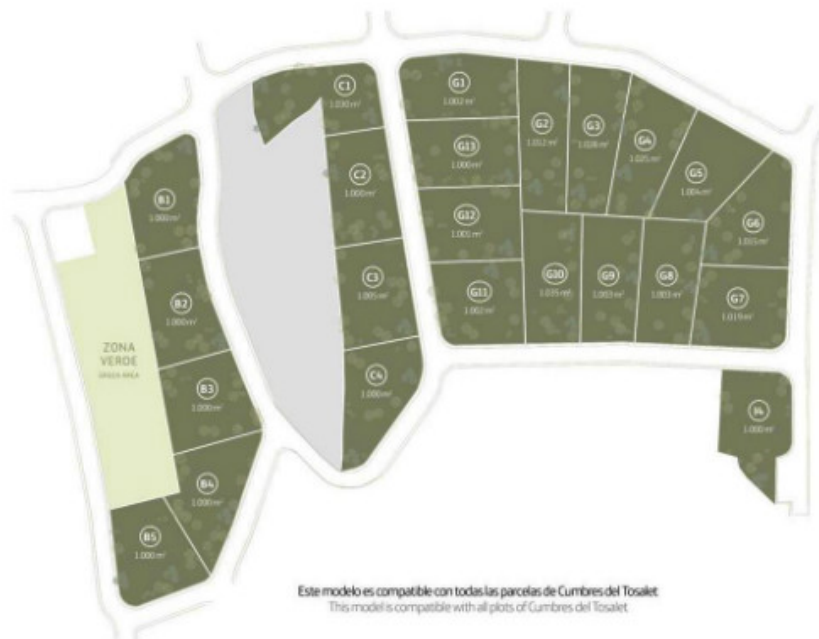 C1
1.030 m²
G1
1.002 m²
G2
1.012 m²
G3
1.028 m²
G4
1.025 m²
G13
1.000 m²
G5
1.004 m²
C2
1.000 m²
B1
1.000 m²
G12
1.001 m²
G6
1.035 m²
C3
1.005 m²
G11
1.002 m²
G10
1.035 m²
G9
1.003 m²
G8
1.003 m²
G7
1.019 m²
B2
1.000 m²
ZONA
VERDE
GREEN AREA
B3
1.000 m²
C4
1.000 m²
I4
1.000 m²
B4
1.000 m²
B5
1.000 m²
Este modelo es compatible con todas las parcelas de Cumbres del Tosalet
This model is compatible with all plots of Cumbres del Tosalet